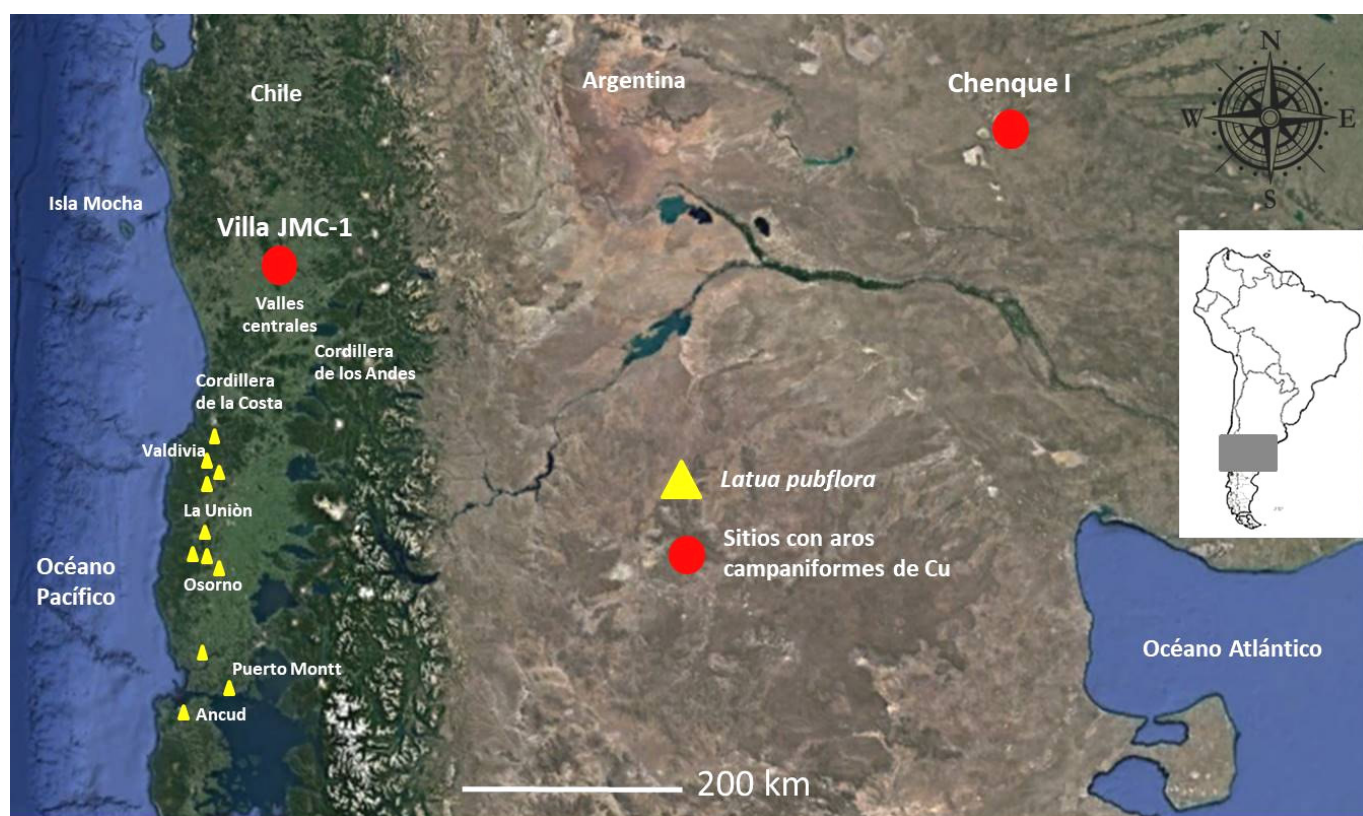 Chile
Argentina
Chenque I
N
W
E
S
Isla Mocha
Villa JMC-1
Valles
centrales
Cordillera
de los Andes
Cordillera
de la Costa
Valdivia
La Uniòn
Osorno
Océano
Pacífico
Puerto Montt
Ancud
Latua pubflora
Sitios con aros
campaniformes de Cu
Océano Atlántico
200 km